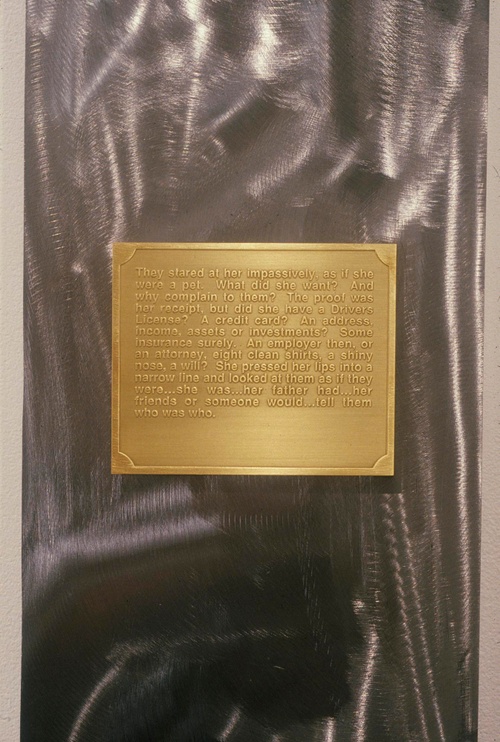 They stared at her impassively, as if she
were a pet. What did she want? And
why complain to them? The proof was
her receipt, but did she have a Drivers
License? A credit card? An address,
income, assets or investments? Some
insurance surely. An employer then, or
an attorney, eight clean shirts, a shiny
nose, a will? She pressed her lips into a
narrow line and looked at them as if they
were...she was...her father had...her
friends or someone would...tell them
who was who.